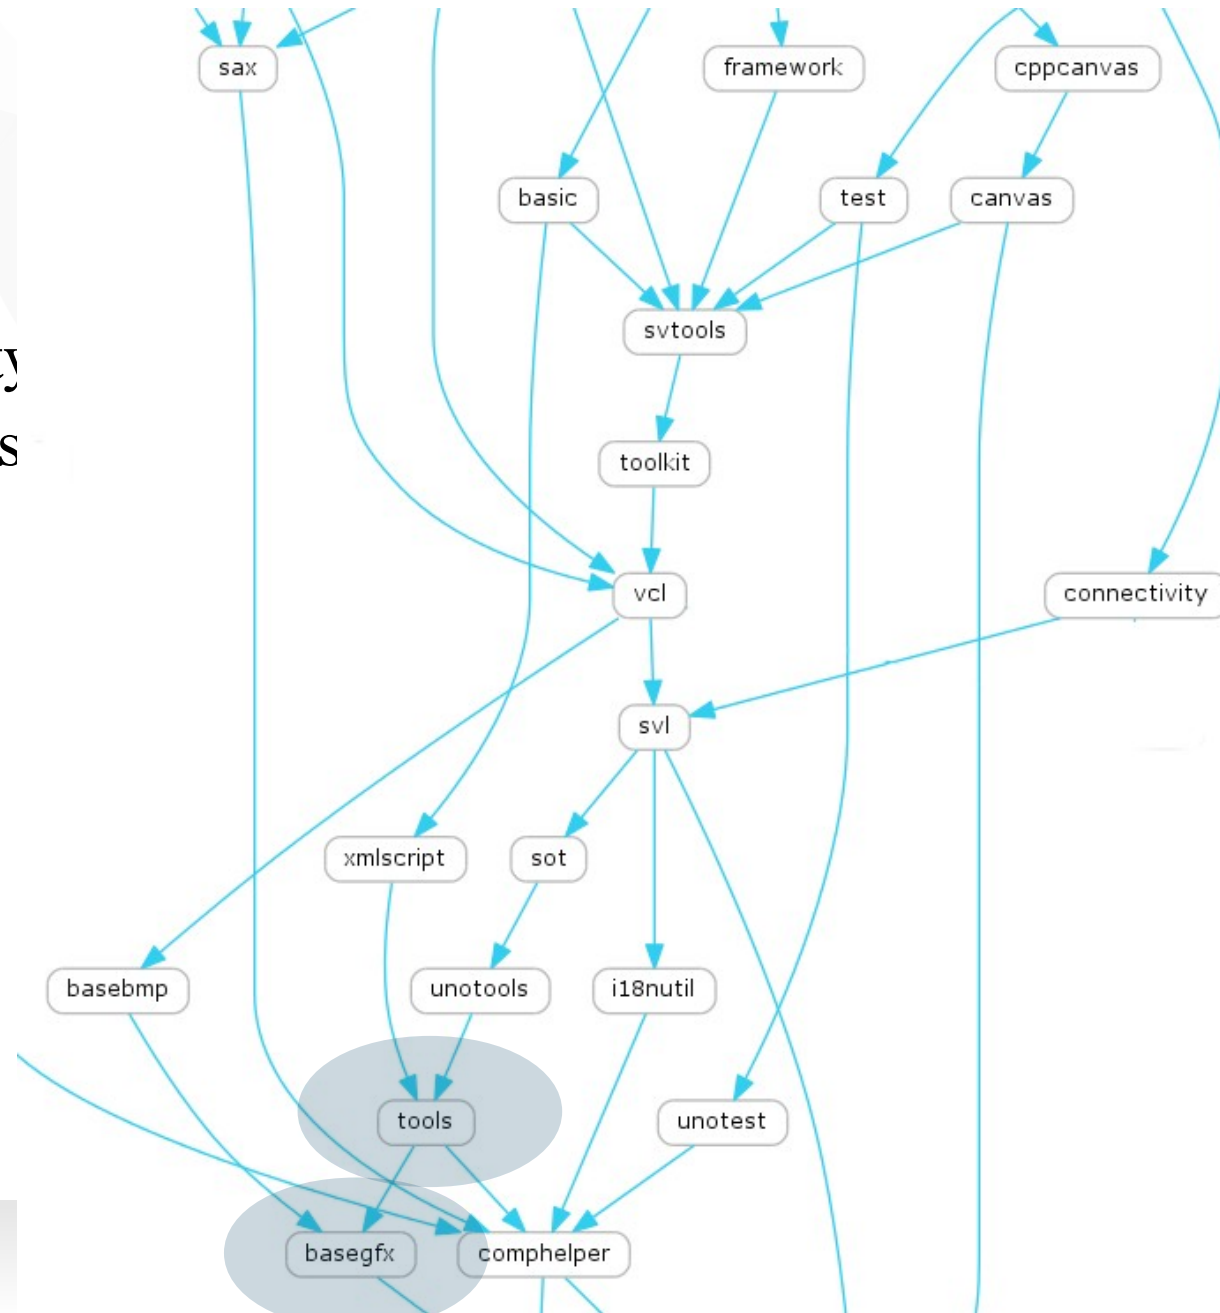 sax
framework
cppcanvas
basic
test
canvas
svtools
ty
s
toolkit
vcl
connectivity
svl
xmlscript
sot
basebmp
unotools
i18nutil
tools
unotest
basegfx
comphelper